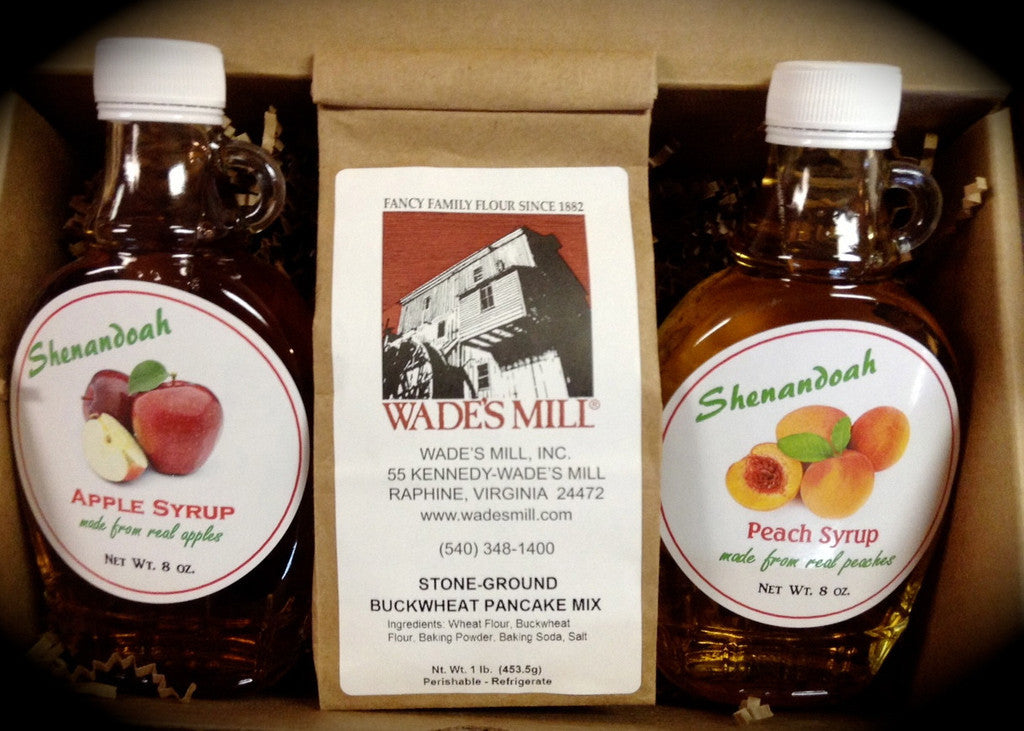 Shenandoah
APPLE SYRUP
made from real apples
NET WT. 8 OZ.
FANCY FAMILY FLOUR SINCE 1882
WADE'S MILL®
WADE'S MILL, INC.
55 KENNEDY-WADE'S MILL
RAPHINE, VIRGINIA 24472
www.wadesmill.com
(540) 348-1400
STONE-GROUND
BUCKWHEAT PANCAKE MIX
Ingredients: Wheat Flour, Buckwheat
Flour, Baking Powder, Baking Soda, Salt
Nt. Wt. 1 lb. (453.5g)
Perishable - Refrigerate
Shenandoah
Peach Syrup
made from real peaches
NET WT. 8 OZ.